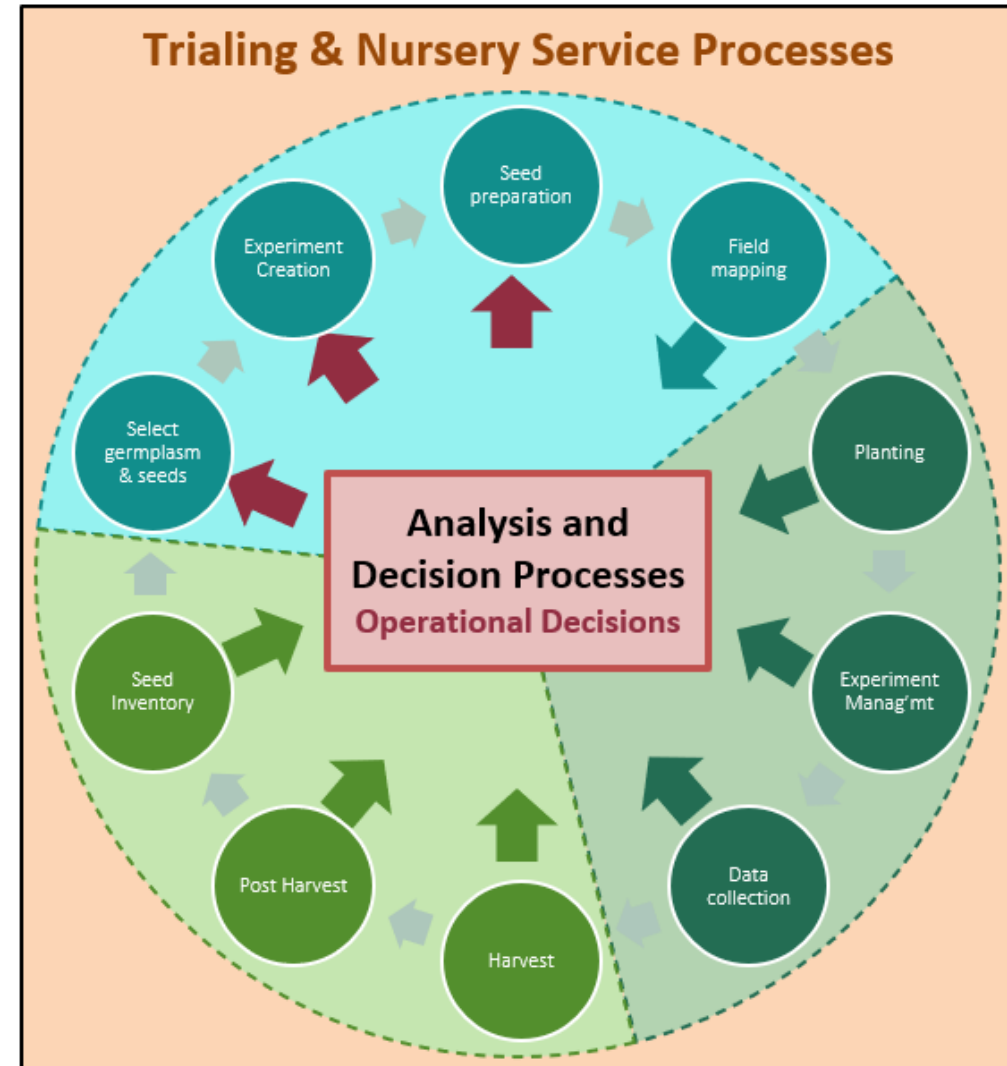 Trialing & Nursery Service Processes
Seed
preparation
Experiment
Creation
Field
mapping
Select
germplasm
& seeds
Planting
Analysis and
Decision Processes
Operational Decisions
Seed
Inventory
Experiment
Manag'mt
Post Harvest
Data
collection
Harvest